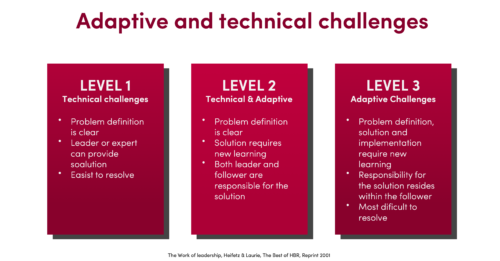 Adaptive and technical challenges
LEVEL 1
Technical challenges
• Problem definition
is clear
• Leader or expert
can provide
soalution
• Easist to resolve
LEVEL 2
Technical & Adaptive
• Problem definition
is clear
• Solution requires
new learning
• Both leader and
follower are
responsible for the
solution
LEVEL 3
Adaptive Challenges
• Problem definition,
solution and
implementation
require new
learning
• Responsibility for
the solution resides
within the follower
• Most dificult to
resolve
The Work of leadership, Heifetz & Laurie, The Best of HBR, Reprint 2001